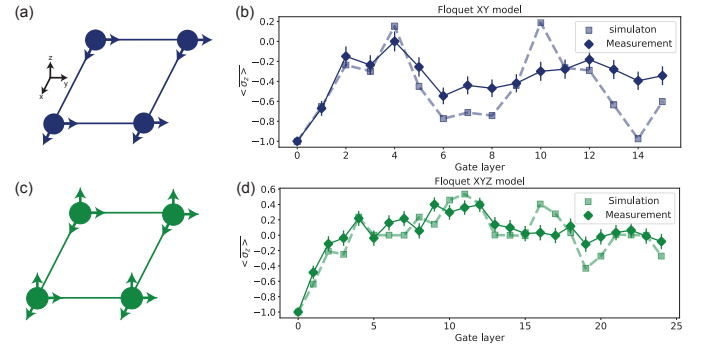 (a)
z
y
x
(b)
Floquet XY model
simulaton
Measurement
< σz >
0.2
0.0
−0.2
−0.4
−0.6
−0.8
−1.0
0 2 4 6 8 10 12 14
Gate layer
(c)
(d)
Floquet XYZ model
Simulation
Measurement
< σz >
0.6
0.4
0.2
0.0
−0.2
−0.4
−0.6
−0.8
−1.0
0 5 10 15 20 25
Gate layer